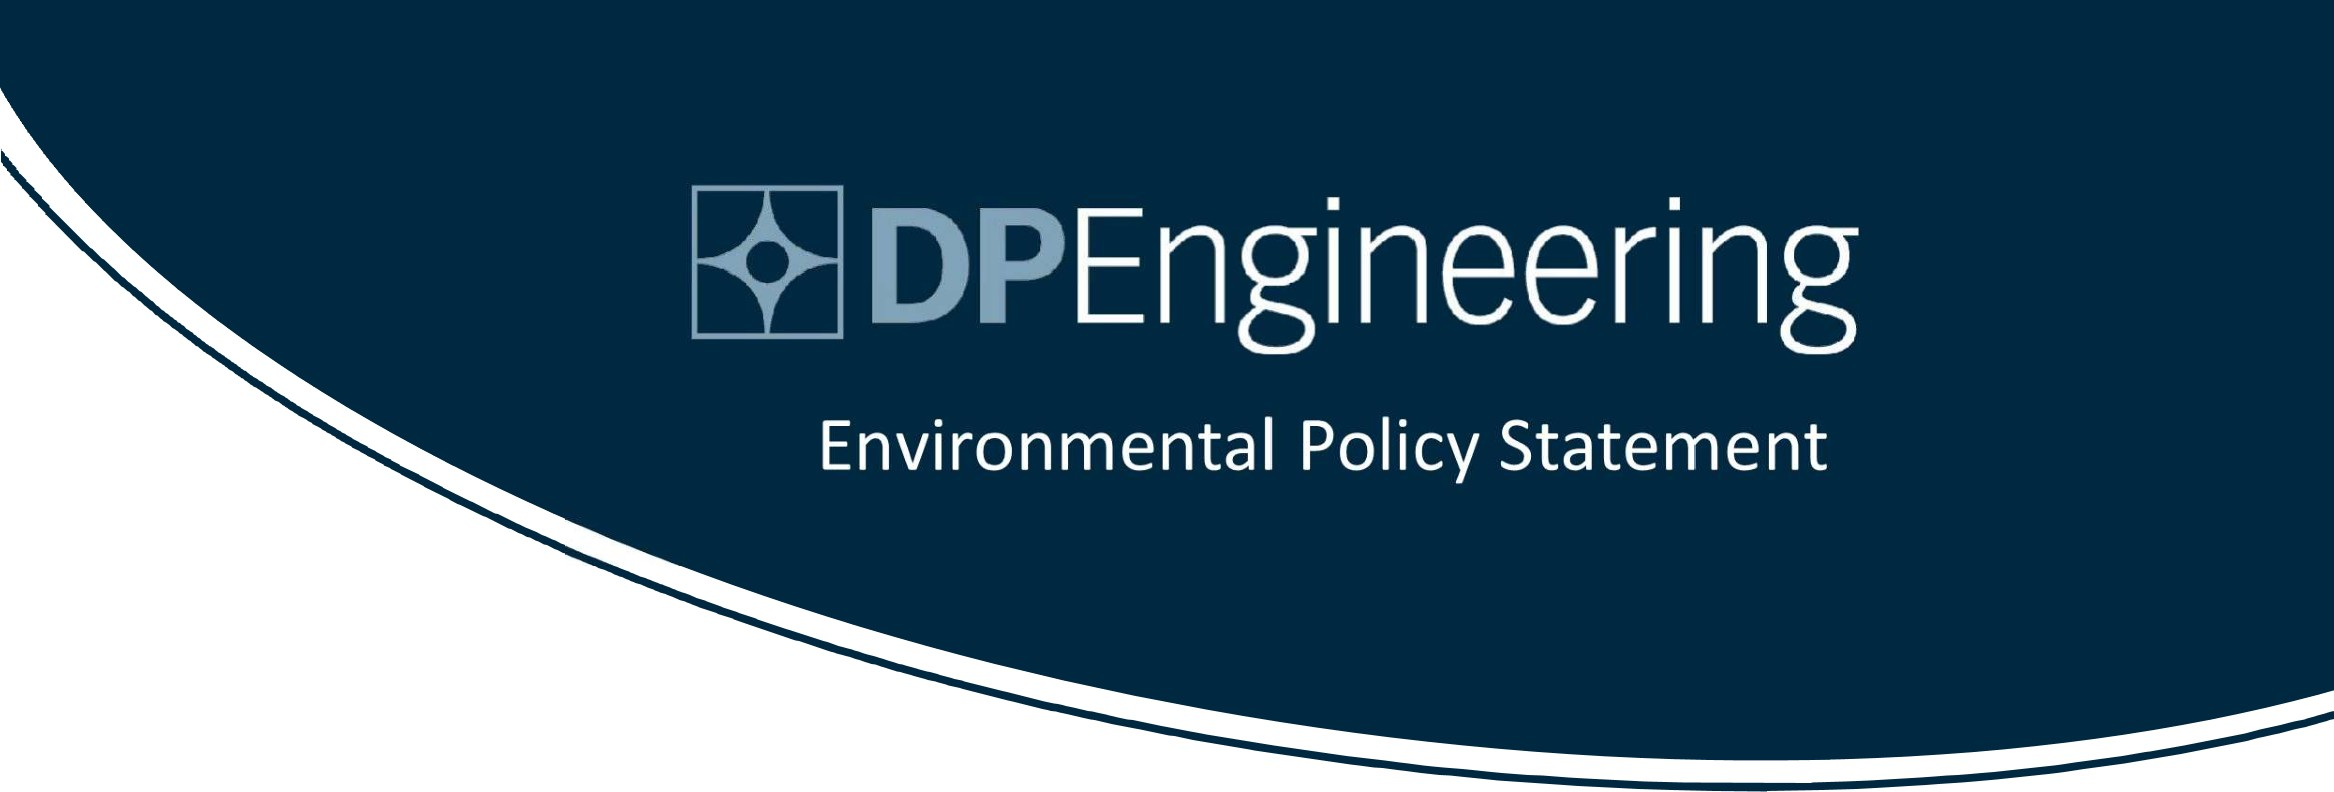 DPEngineering
Environmental Policy Statement